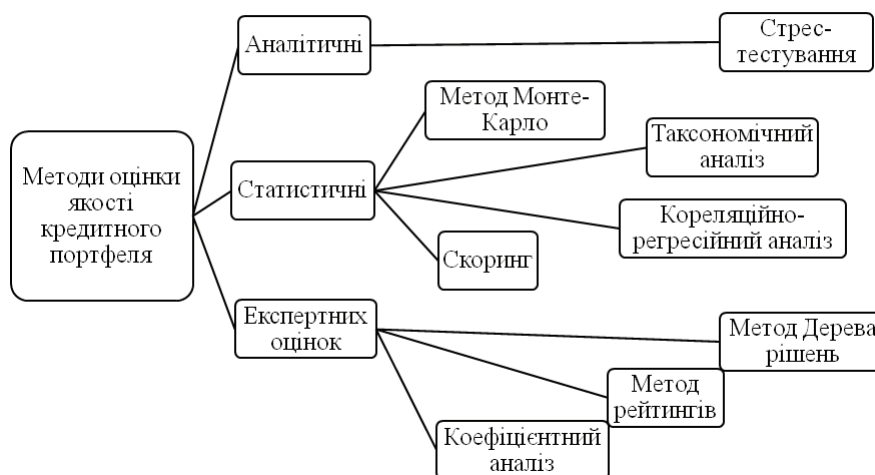 Методи оцінки
якості
кредитного
портфеля
Аналітичні
Стрес-
тестування
Статистичні
Метод Монте-
Карло
Таксономічний
аналіз
Кореляційно-
регресійний аналіз
Скоринг
Експертних
оцінок
Метод Дерева
рішень
Метод
рейтингів
Коефіцієнтний
аналіз